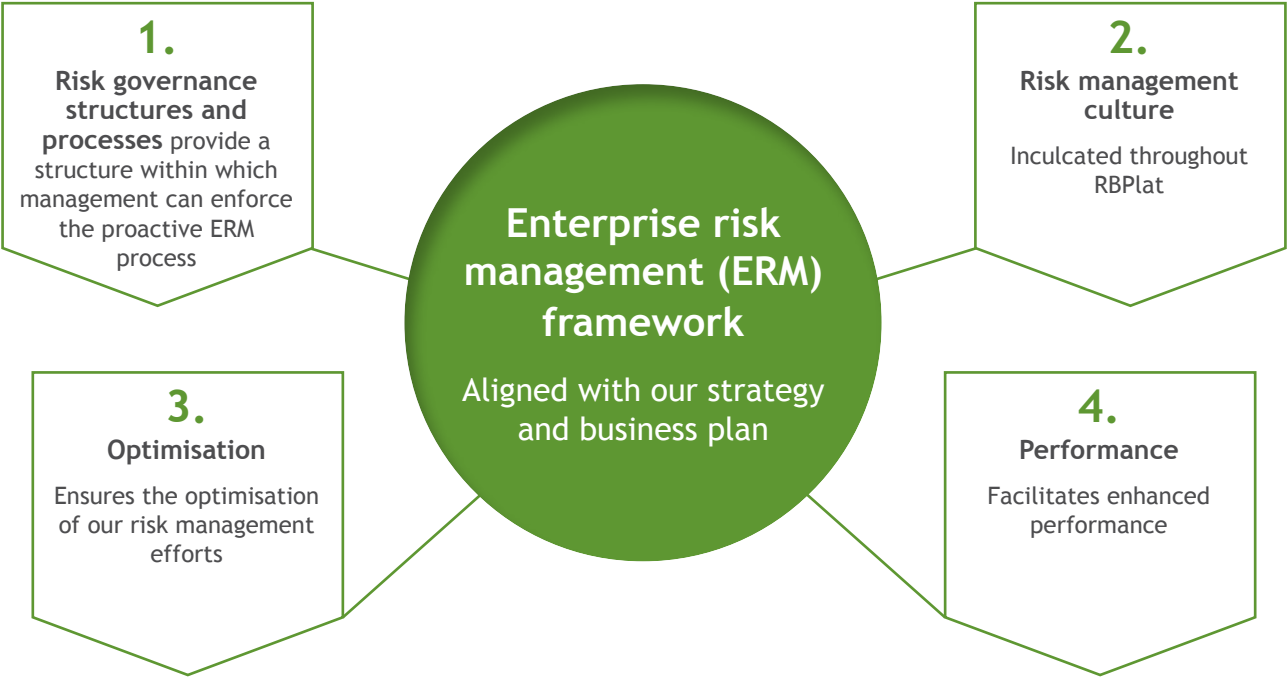 1.
Risk governance
structures and
processes provide a
structure within which
management can enforce
the proactive ERM
process
2.
Risk management
culture
Inculcated throughout
RBPlat
Enterprise risk
management (ERM)
framework
Aligned with our strategy
and business plan
3.
Optimisation
Ensures the optimisation
of our risk management
efforts
4.
Performance
Facilitates enhanced
performance